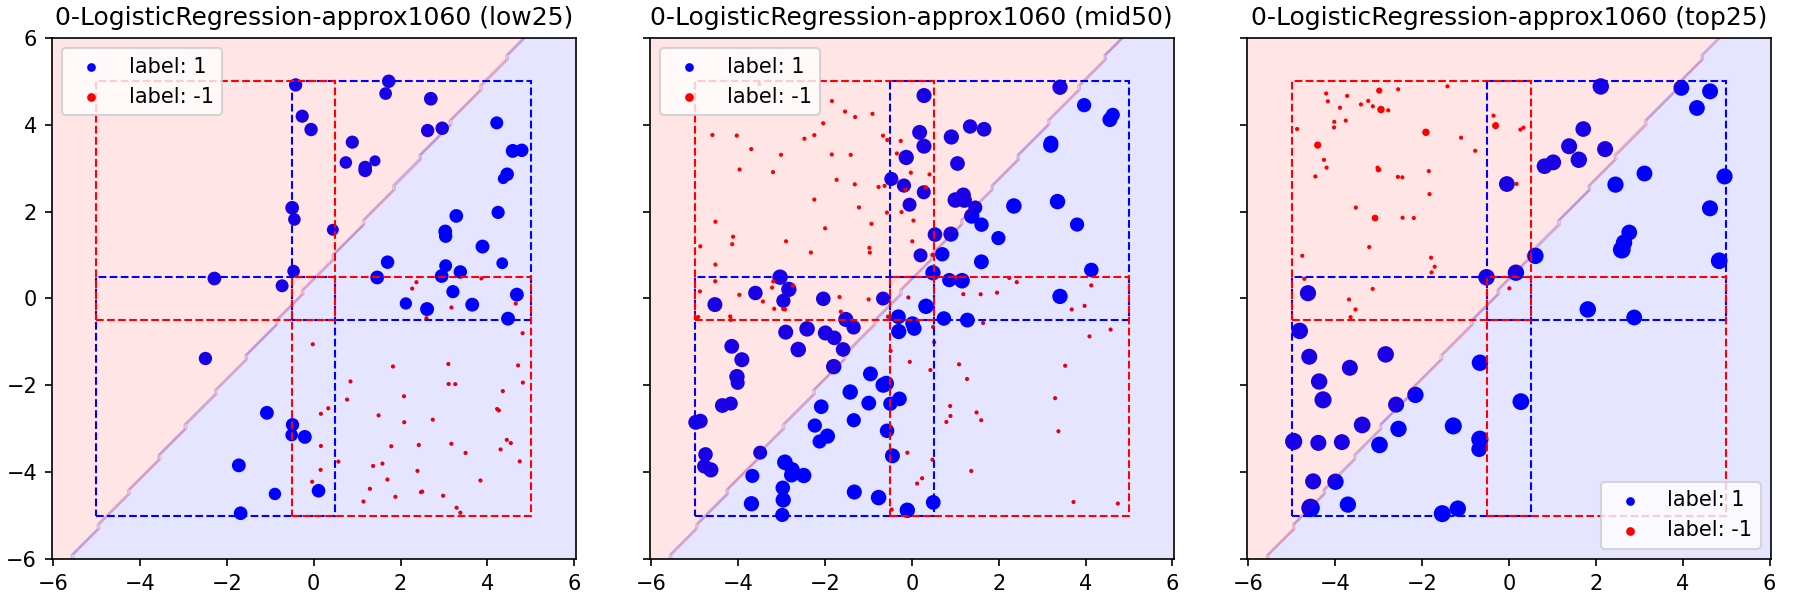 0-LogisticRegression-approx1060 (low25)
0-LogisticRegression-approx1060 (mid50)
0-LogisticRegression-approx1060 (top25)
label: 1
label: -1
label: 1
label: -1
label: 1
label: -1
6
4
2
0
−2
−4
−6
−6 −4 −2 0 2 4 6
−6 −4 −2 0 2 4 6
−6 −4 −2 0 2 4 6